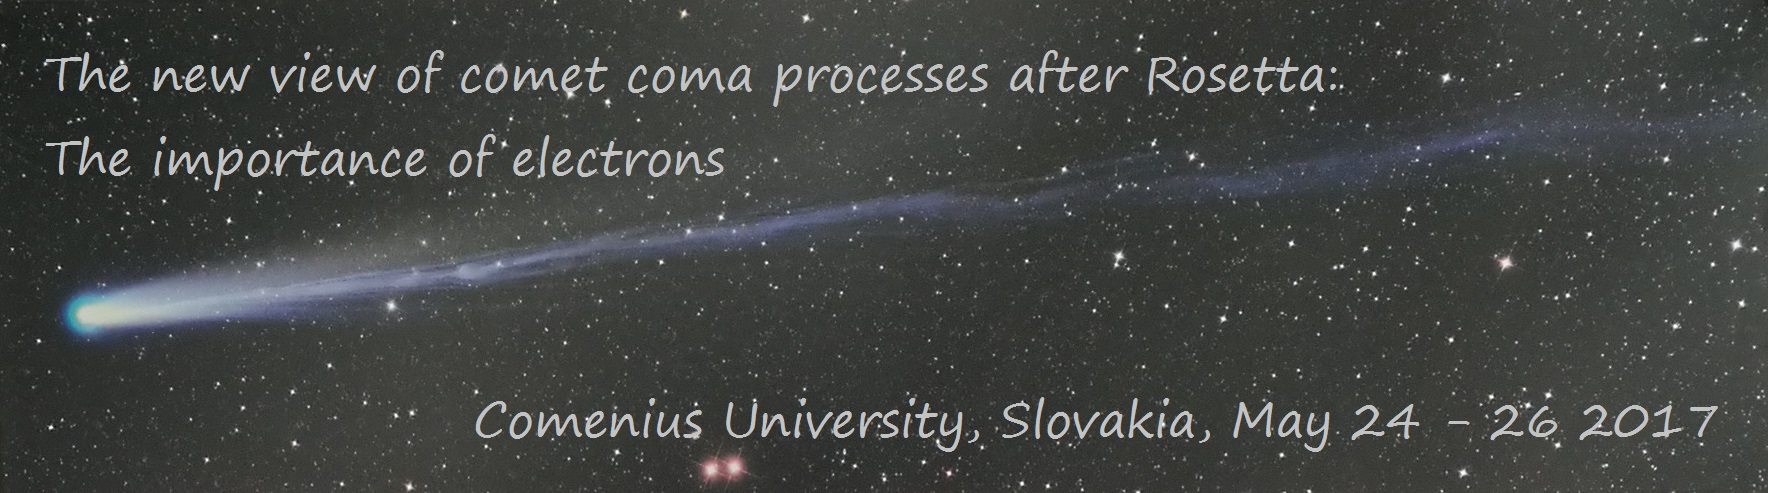 The new view of comet coma processes after Rosetta:
The importance of electrons
Comenius University, Slovakia, May 24 - 26 2017